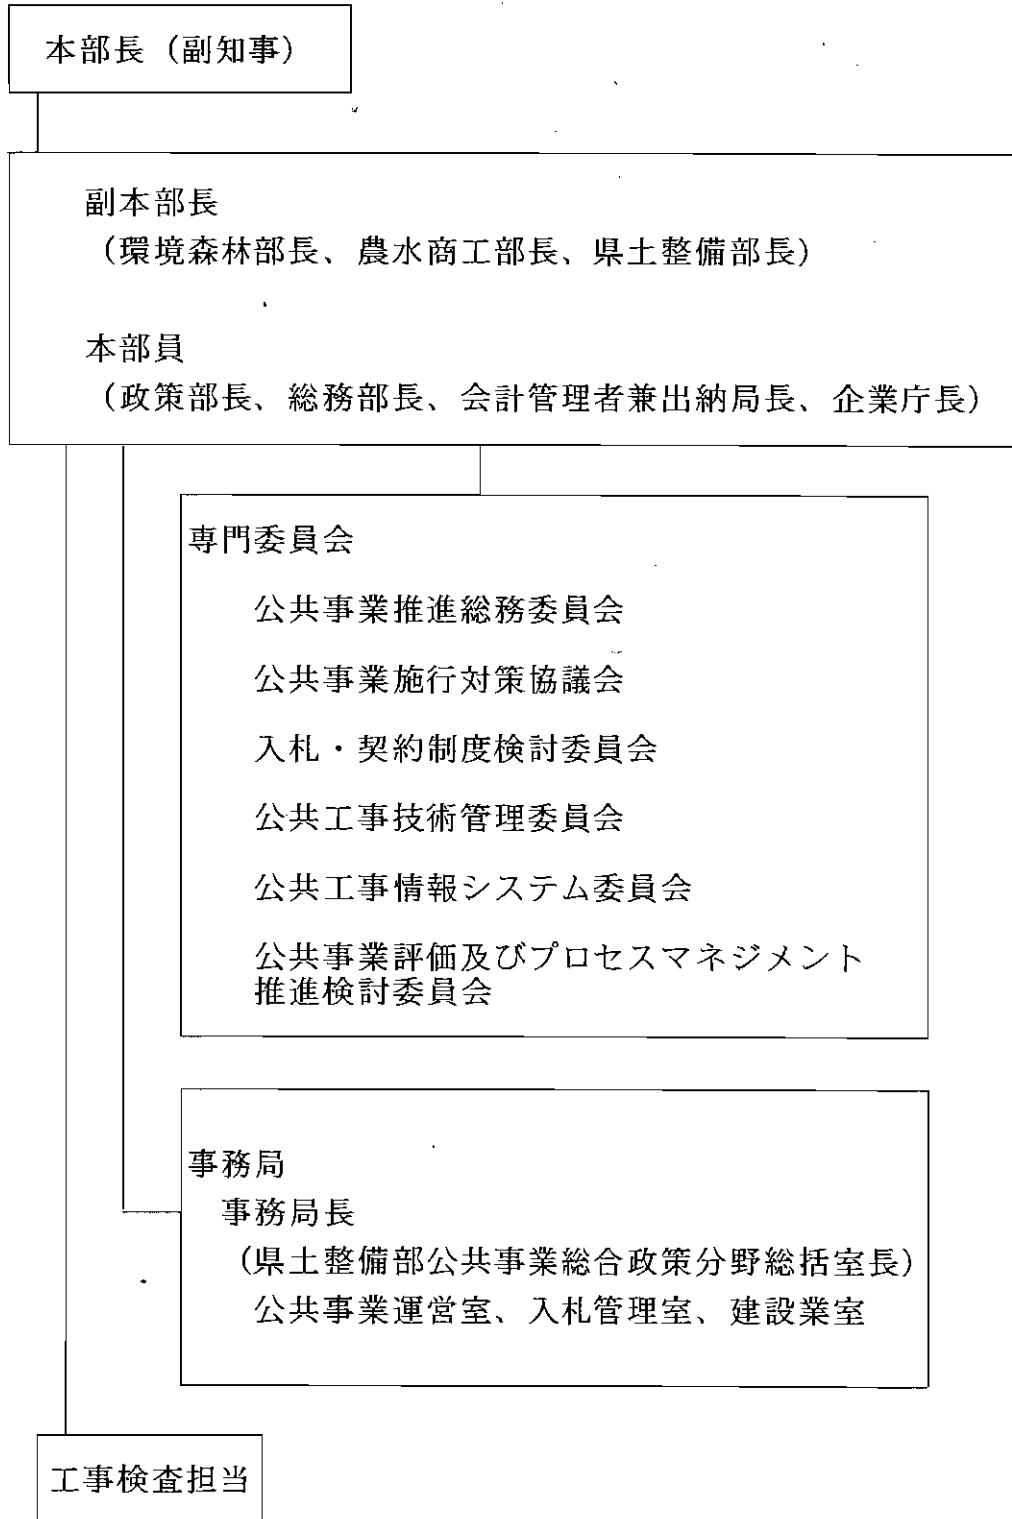 本部長（副知事）
副本部長
（環境森林部長、農水商工部長、県土整備部長）
本部員
（政策部長、総務部長、会計管理者兼出納局長、企業庁長）
専門委員会
公共事業推進総務委員会
公共事業施行対策協議会
入札・契約制度検討委員会
公共工事技術管理委員会
公共工事情報システム委員会
公共事業評価及びプロセスマネジメント
推進検討委員会
事務局
事務局長
（県土整備部公共事業総合政策分野総括室長）
公共事業運営室、入札管理室、建設業室
工事検査担当